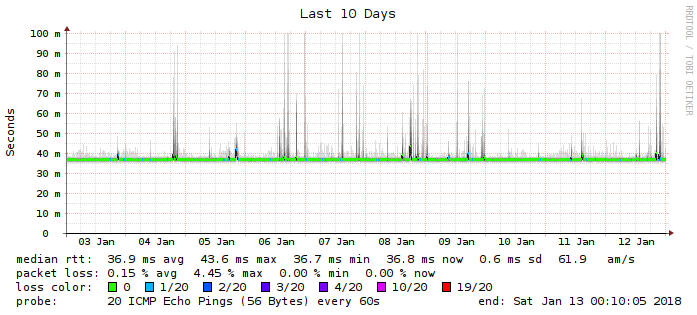 Last 10 Days
RRDTOOL / TOBI OETIKER
Seconds
100 m
90 m
80 m
70 m
60 m
50 m
40 m
30 m
20 m
10 m
0
03 Jan 04 Jan 05 Jan 06 Jan 07 Jan 08 Jan 09 Jan 10 Jan 11 Jan 12 Jan
median rtt: 36.9 ms avg 43.6 ms max 36.7 ms min 36.8 ms now 0.6 ms sd 61.9 am/s
packet loss: 0.15 % avg 4.45 % max 0.00 % min 0.00 % now
loss color: 0 1/20 2/20 3/20 4/20 10/20 19/20
probe: 20 ICMP Echo Pings (56 Bytes) every 60s end: Sat Jan 13 00:10:05 2018